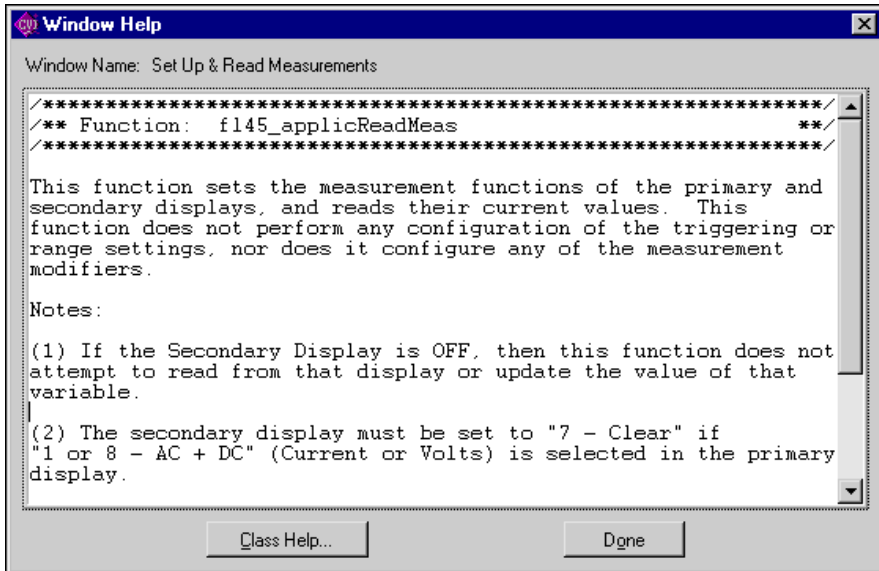 CVI Window Help
Window Name: Set Up & Read Measurements
/*************************************************************/
/** Function: fl45_applicReadMeas **/
/*************************************************************/
This function sets the measurement functions of the primary and
secondary displays, and reads their current values. This
function does not perform any configuration of the triggering or
range settings, nor does it configure any of the measurement
modifiers.
Notes:
(1) If the Secondary Display is OFF, then this function does not
attempt to read from that display or update the value of that
variable.
(2) The secondary display must be set to "7 - Clear" if
"1 or 8 - AC + DC" (Current or Volts) is selected in the primary
display.
Class Help... Done